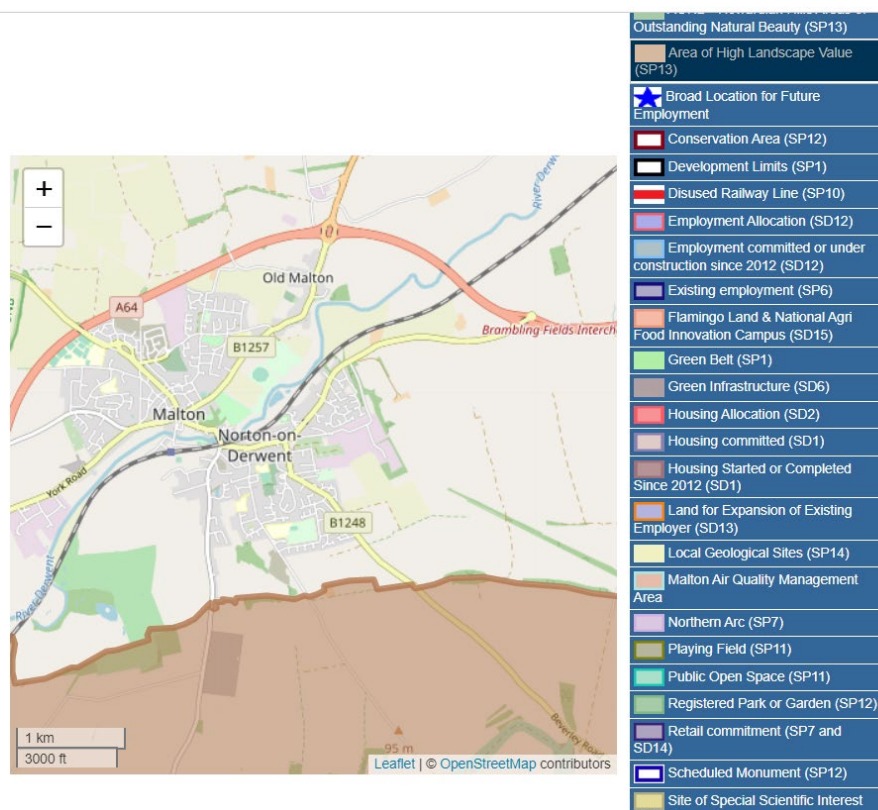 Outstanding Natural Beauty (SP13)
Area of High Landscape Value
(SP13)
Broad Location for Future
Employment
Conservation Area (SP12)
Development Limits (SP1)
Disused Railway Line (SP10)
Employment Allocation (SD12)
Employment committed or under
construction since 2012 (SD12)
Existing employment (SP6)
Flamingo Land & National Agri
Food Innovation Campus (SD15)
Green Belt (SP1)
Green Infrastructure (SD6)
Housing Allocation (SD2)
Housing committed (SD1)
Housing Started or Completed
Since 2012 (SD1)
Land for Expansion of Existing
Employer (SD13)
Local Geological Sites (SP14)
Malton Air Quality Management
Area
Northern Arc (SP7)
Playing Field (SP11)
Public Open Space (SP11)
Registered Park or Garden (SP12)
Retail commitment (SP7 and
SD14)
Scheduled Monument (SP12)
Site of Special Scientific Interest
+
−
River Derwent
Old Malton
A64
Brambling Fields Interch
B1257
Malton
Norton-on-
Derwent
York Road
B1248
River Derwent
Beverley Road
95 m
1 km
3000 ft
Leaflet | © OpenStreetMap contributors